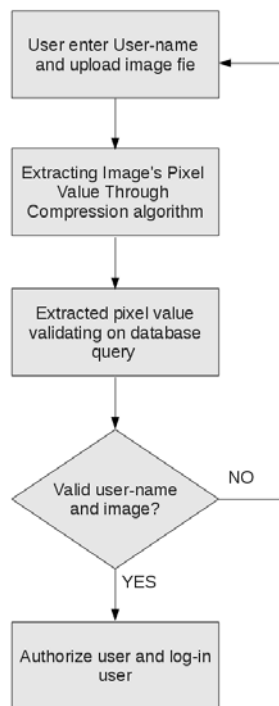 User enter User-name
and upload image fie
Extracting Image's Pixel
Value Through
Compression algorithm
Extracted pixel value
validating on database
query
Valid user-name
and image?
NO
YES
Authorize user and log-in
user